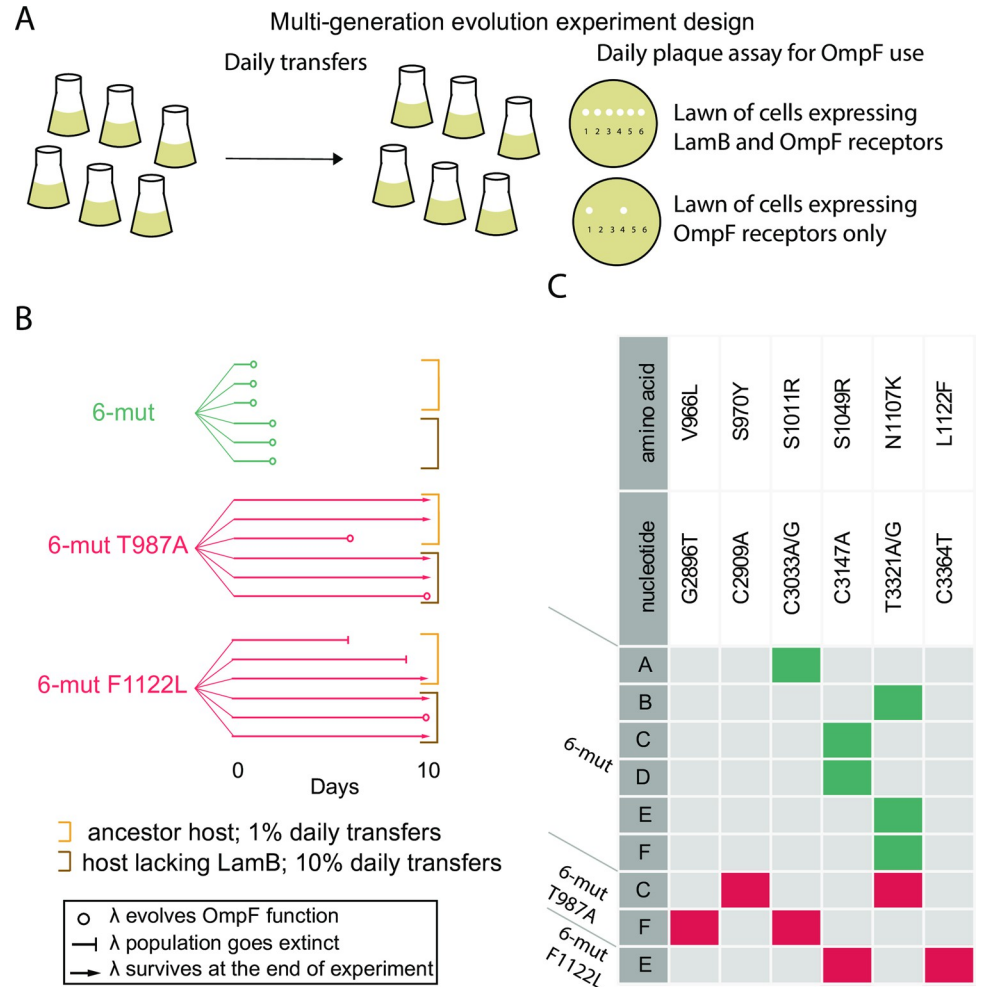 A
Multi-generation evolution experiment design
Daily transfers
Daily plaque assay for OmpF use
1 2 3 4 5 6
Lawn of cells expressing
LamB and OmpF receptors
1 2 3 4 5 6
Lawn of cells expressing
OmpF receptors only
B
6-mut
6-mut T987A
6-mut F1122L
0
Days
10
ancestor host; 1% daily transfers
host lacking LamB; 10% daily transfers
λ evolves OmpF function
λ population goes extinct
λ survives at the end of experiment
C
amino acid
V966L
S970Y
S1011R
S1049R
N1107K
L1122F
nucleotide
G2896T
C2909A
C3033A/G
C3147A
T3321A/G
C3364T
6-mut
A
B
C
D
E
F
6-mut
T987A
C
F
6-mut
F1122L
E